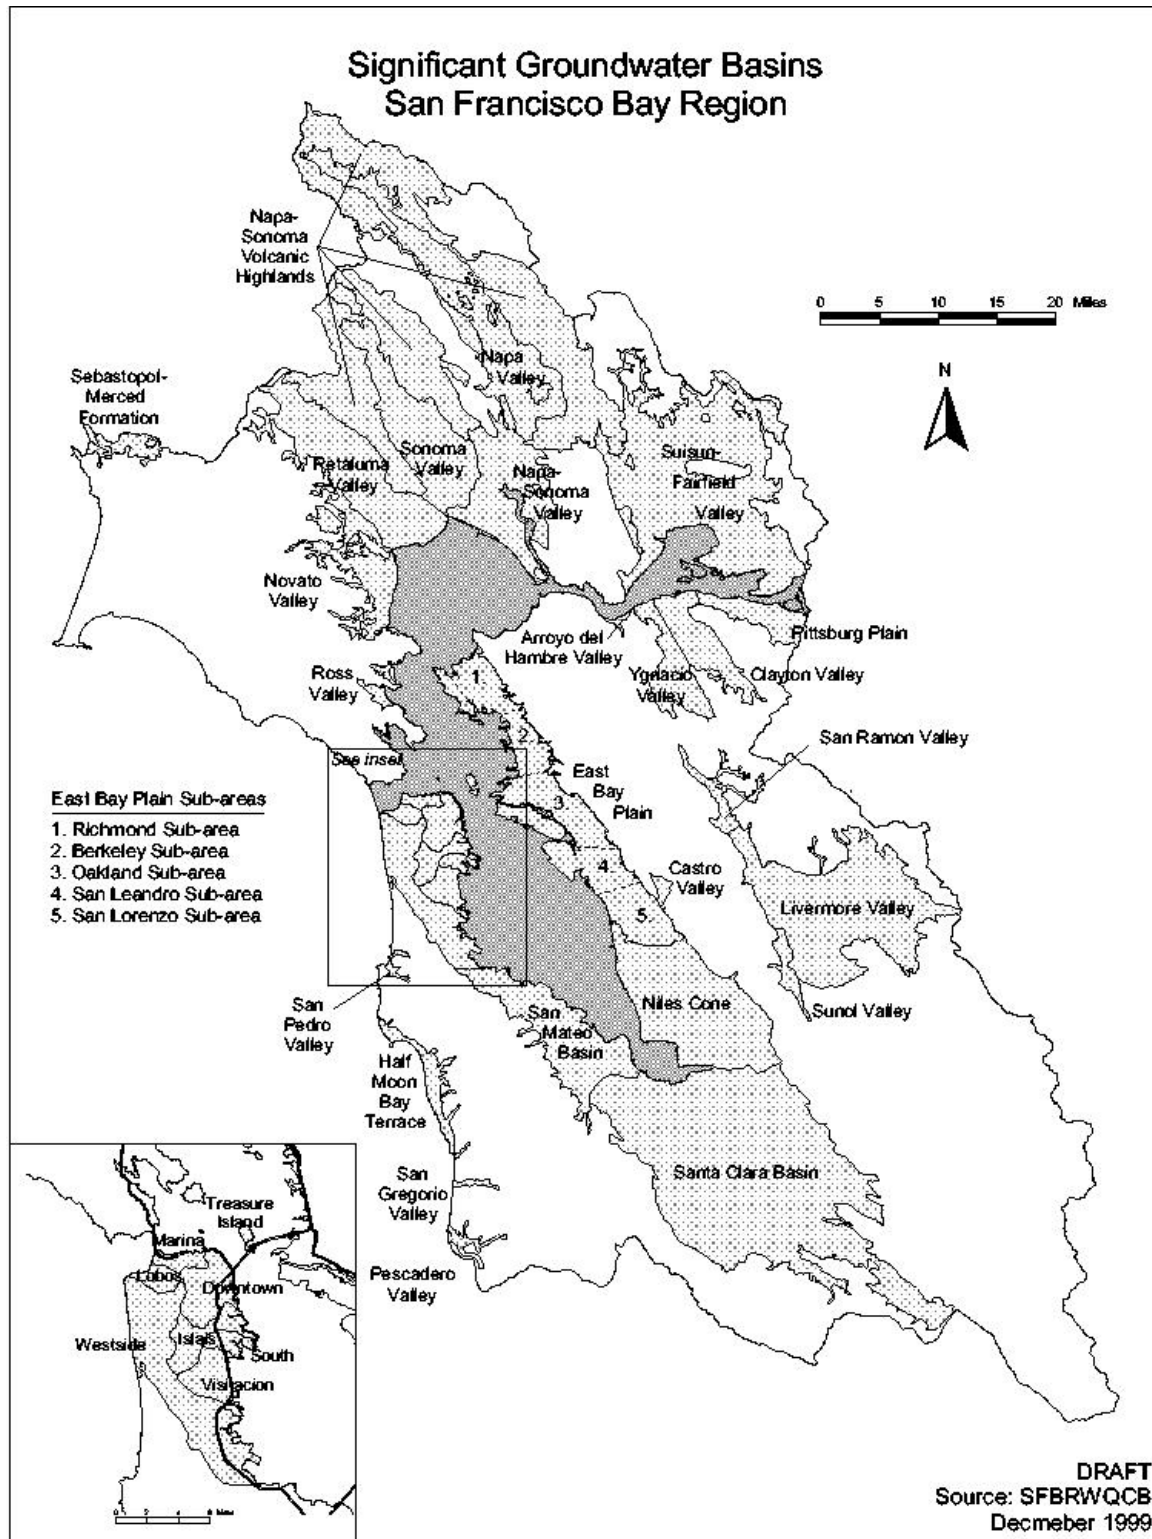 Significant Groundwater Basins
San Francisco Bay Region
Napa-
Sonoma
Volcanic
Highlands
0 5 10 15 20 Miles
N
Sebastopol-
Merced
Formation
Napa
Valley
Petaluma
Valley
Sonoma
Valley
Napa-
Sonoma
Valley
Suisun-
Fairfield
Valley
Novato
Valley
Arroyo del
Hambre Valley
Pittsburg Plain
Ygnacio
Valley
Clayton Valley
Ross
Valley
1
2
San Ramon Valley
See inset
East
Bay
Plain
3.
East Bay Plain Sub-areas
1. Richmond Sub-area
2. Berkeley Sub-area
3. Oakland Sub-area
4. San Leandro Sub-area
5. San Lorenzo Sub-area
4.
Castro
Valley
5.
Livermore Valley
San
Pedro
Valley
Niles Cone
Sunol Valley
San
Mateo
Basin
Half
Moon
Bay
Terrace
San
Gregorio
Valley
Santa Clara Basin
Pescadero
Valley
Treasure
Island
Marina
Lobos
Downtown
Westside
Islais
South
Visitacion
0 2 4 6 Miles
DRAFT
Source: SFBRWQCB
Decmeber 1999